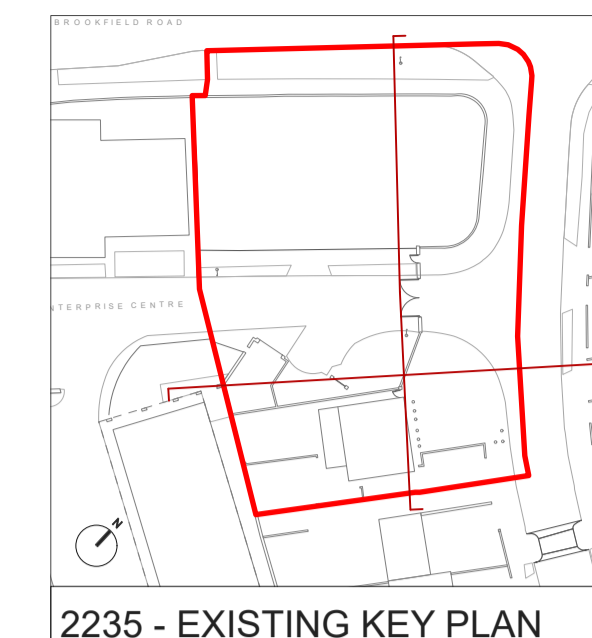 BROOKFIELD ROAD
NTERPRISE CENTRE
N
2235 - EXISTING KEY PLAN